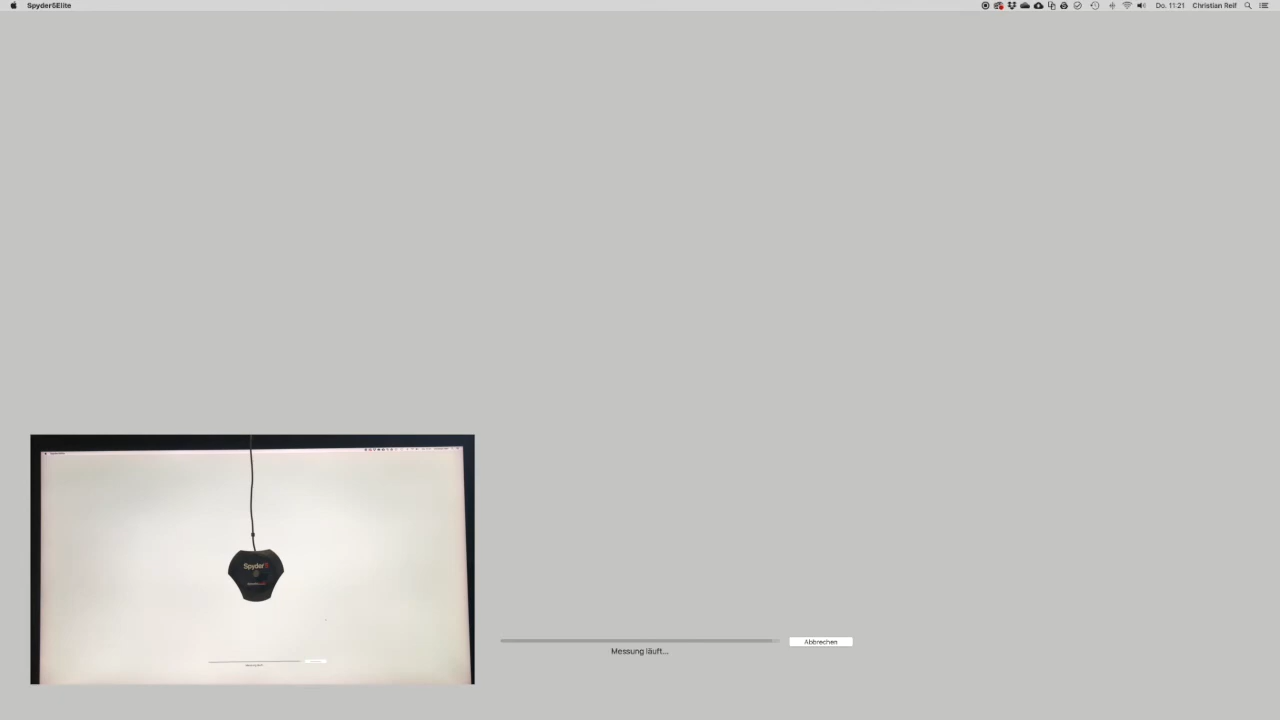 Spyder5Elite
Do. 11:21
Christian Reif
Spyder5
Messung läuft...
Abbrechen